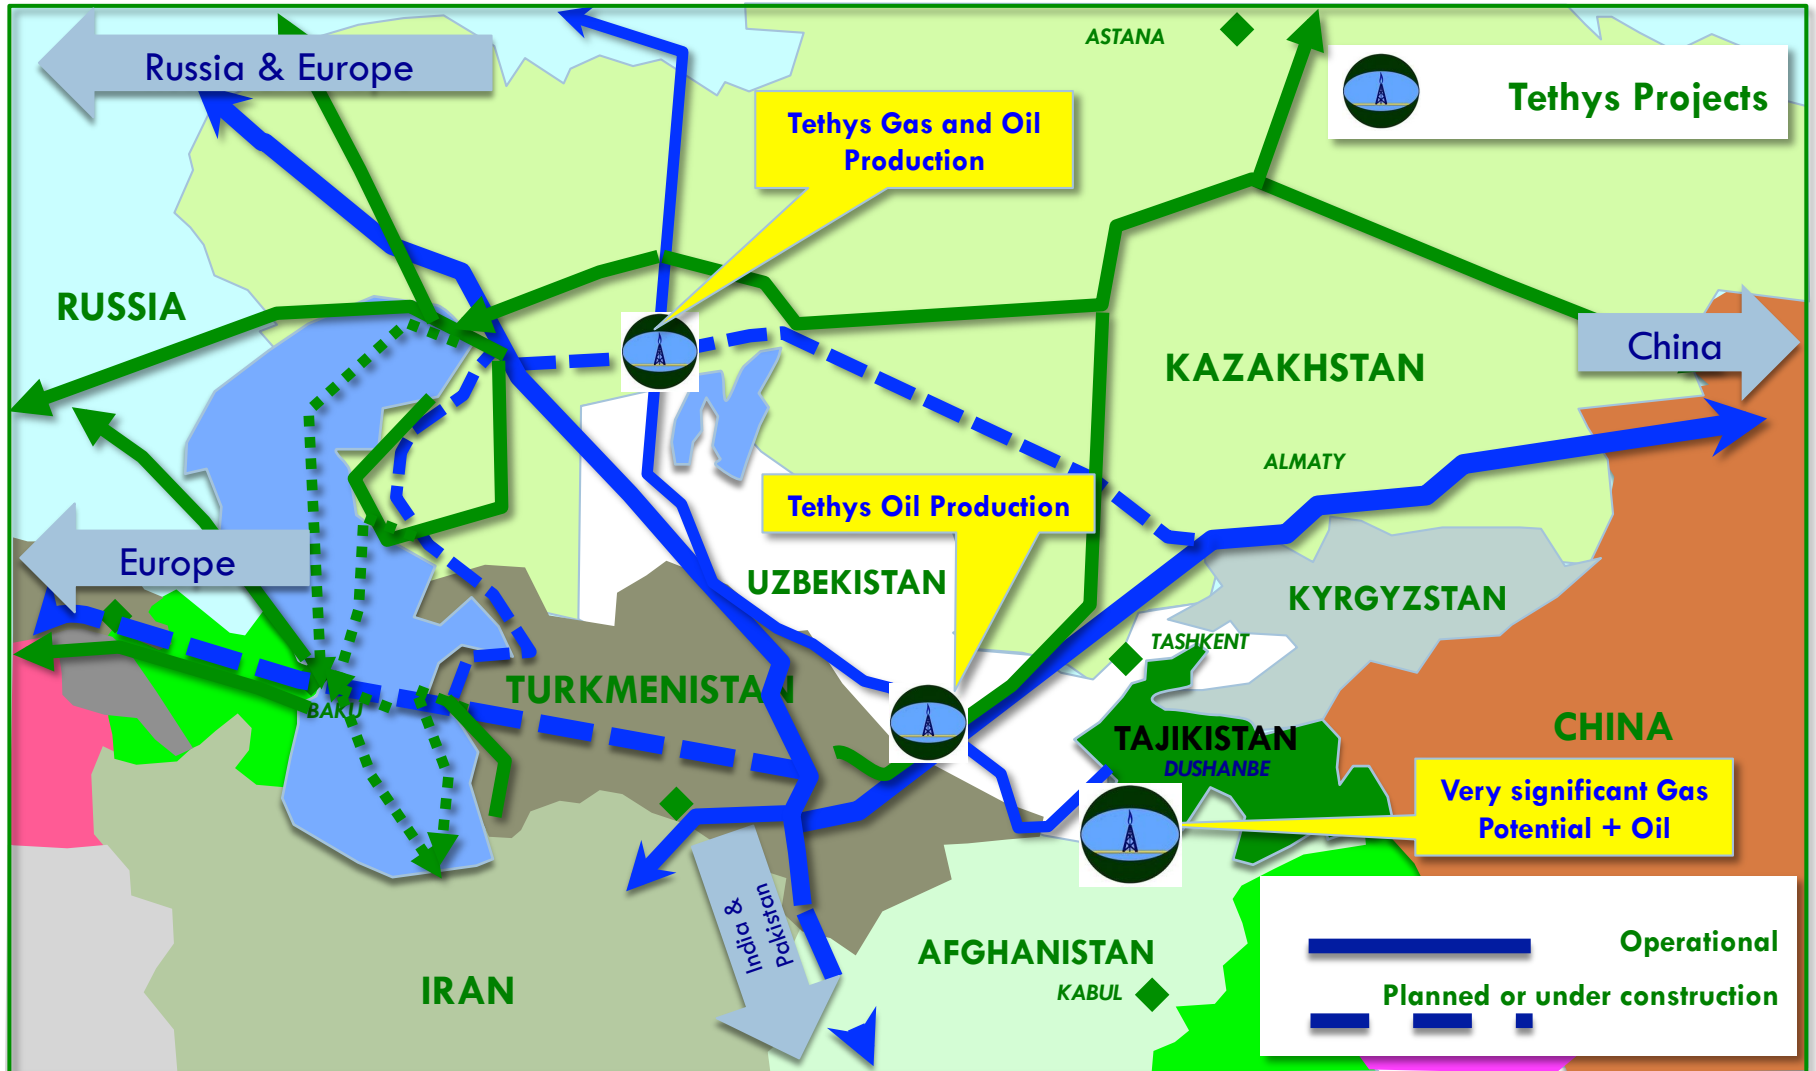 ASTANA
Russia & Europe
Tethys Projects
Tethys Gas and Oil
Production
RUSSIA
China
KAZAKHSTAN
ALMATY
Tethys Oil Production
Europe
UZBEKISTAN
KYRGYZSTAN
TASHKENT
TURKMENISTAN
BAKU
CHINA
TAJIKISTAN
DUSHANBE
Very significant Gas
Potential + Oil
India &
Pakistan
AFGHANISTAN
KABUL
IRAN
Operational
Planned or under construction